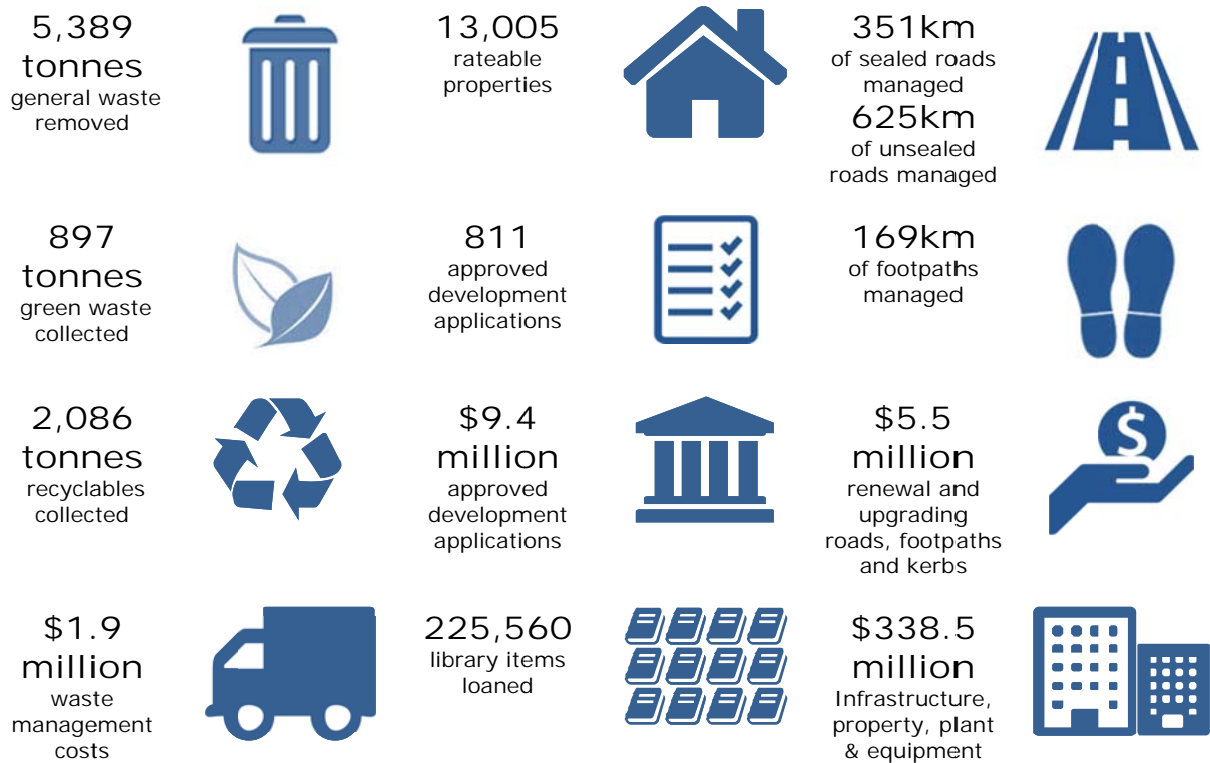 5,389
tonnes
general waste
removed
13,005
rateable
properties
351km
of sealed roads
managed
625km
of unsealed
roads managed
897
tonnes
green waste
collected
811
approved
development
applications
169km
of footpaths
managed
2,086
tonnes
recyclables
collected
$9.4
million
approved
development
applications
$5.5
million
renewal and
upgrading
roads, footpaths
and kerbs
$
$1.9
million
waste
management
costs
225,560
library items
loaned
$338.5
million
Infrastructure,
property, plant
& equipment